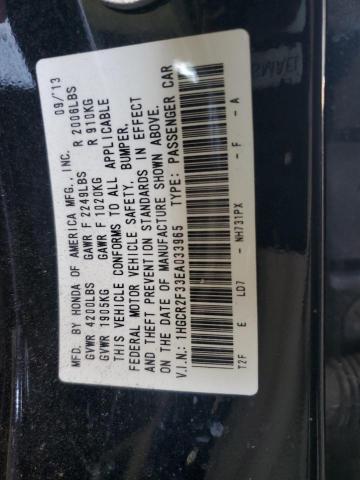 MFD. BY HONDA OF AMERICA MFG., INC. 09/'13
GVWR 4200LBS GAWR F 2249LBS R 2006LBS
GVWR 1905KG GAWR F 1020KG R 910KG
THIS VEHICLE CONFORMS TO ALL APPLICABLE
FEDERAL MOTOR VEHICLE SAFETY, BUMPER,
AND THEFT PREVENTION STANDARDS IN EFFECT
ON THE DATE OF MANUFACTURE SHOWN ABOVE.
V.I.N.: 1HGCR2F33EA033965 TYPE: PASSENGER CAR
T2F E LD7 - NH731PX - F - A